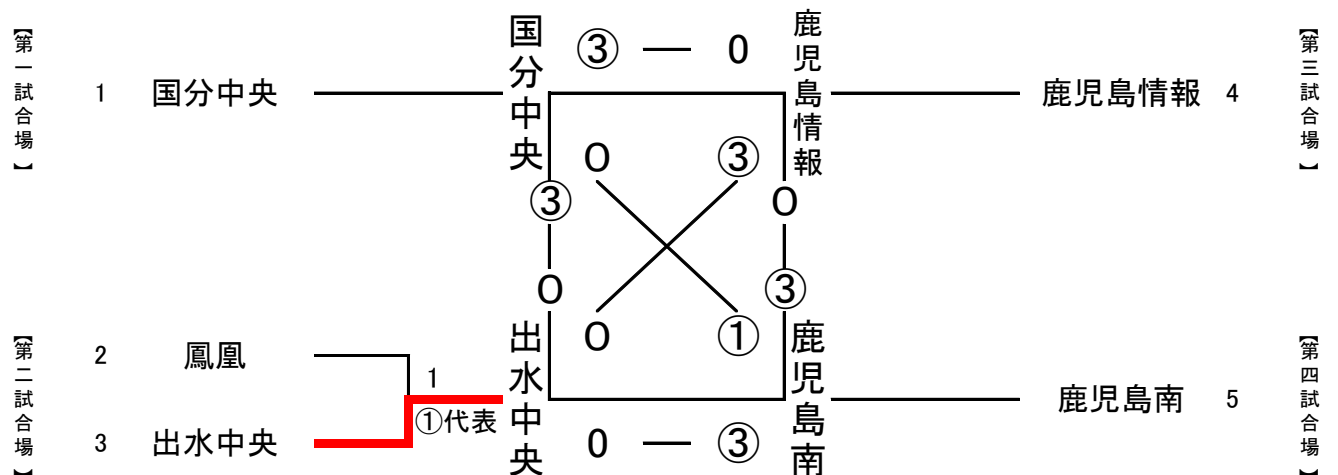 【第一試合場】
1 国分中央
国分中央
③ — 0
鹿児島情報
鹿児島情報 4
【第三試合場】
0 ③
③ 0
0 ③
0 ①
【第二試合場】
2 鳳凰
1
①代表
3 出水中央
出水中央
0 — ③
鹿児島南
鹿児島南 5
【第四試合場】